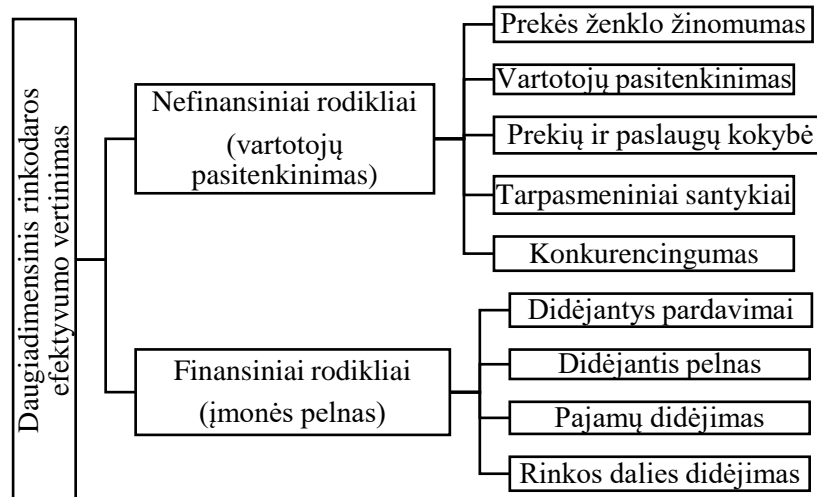 Daugiadimensinis rinkodaros
efektyvumo vertinimas
Nefinansiniai rodikliai
(vartotojų
pasitenkinimas)
Prekės ženklo žinomumas
Vartotojų pasitenkinimas
Prekių ir paslaugų kokybė
Tarpasmeniniai santykiai
Konkurencingumas
Finansiniai rodikliai
(įmonės pelnas)
Didėjantys pardavimai
Didėjantis pelnas
Pajamų didėjimas
Rinkos dalies didėjimas